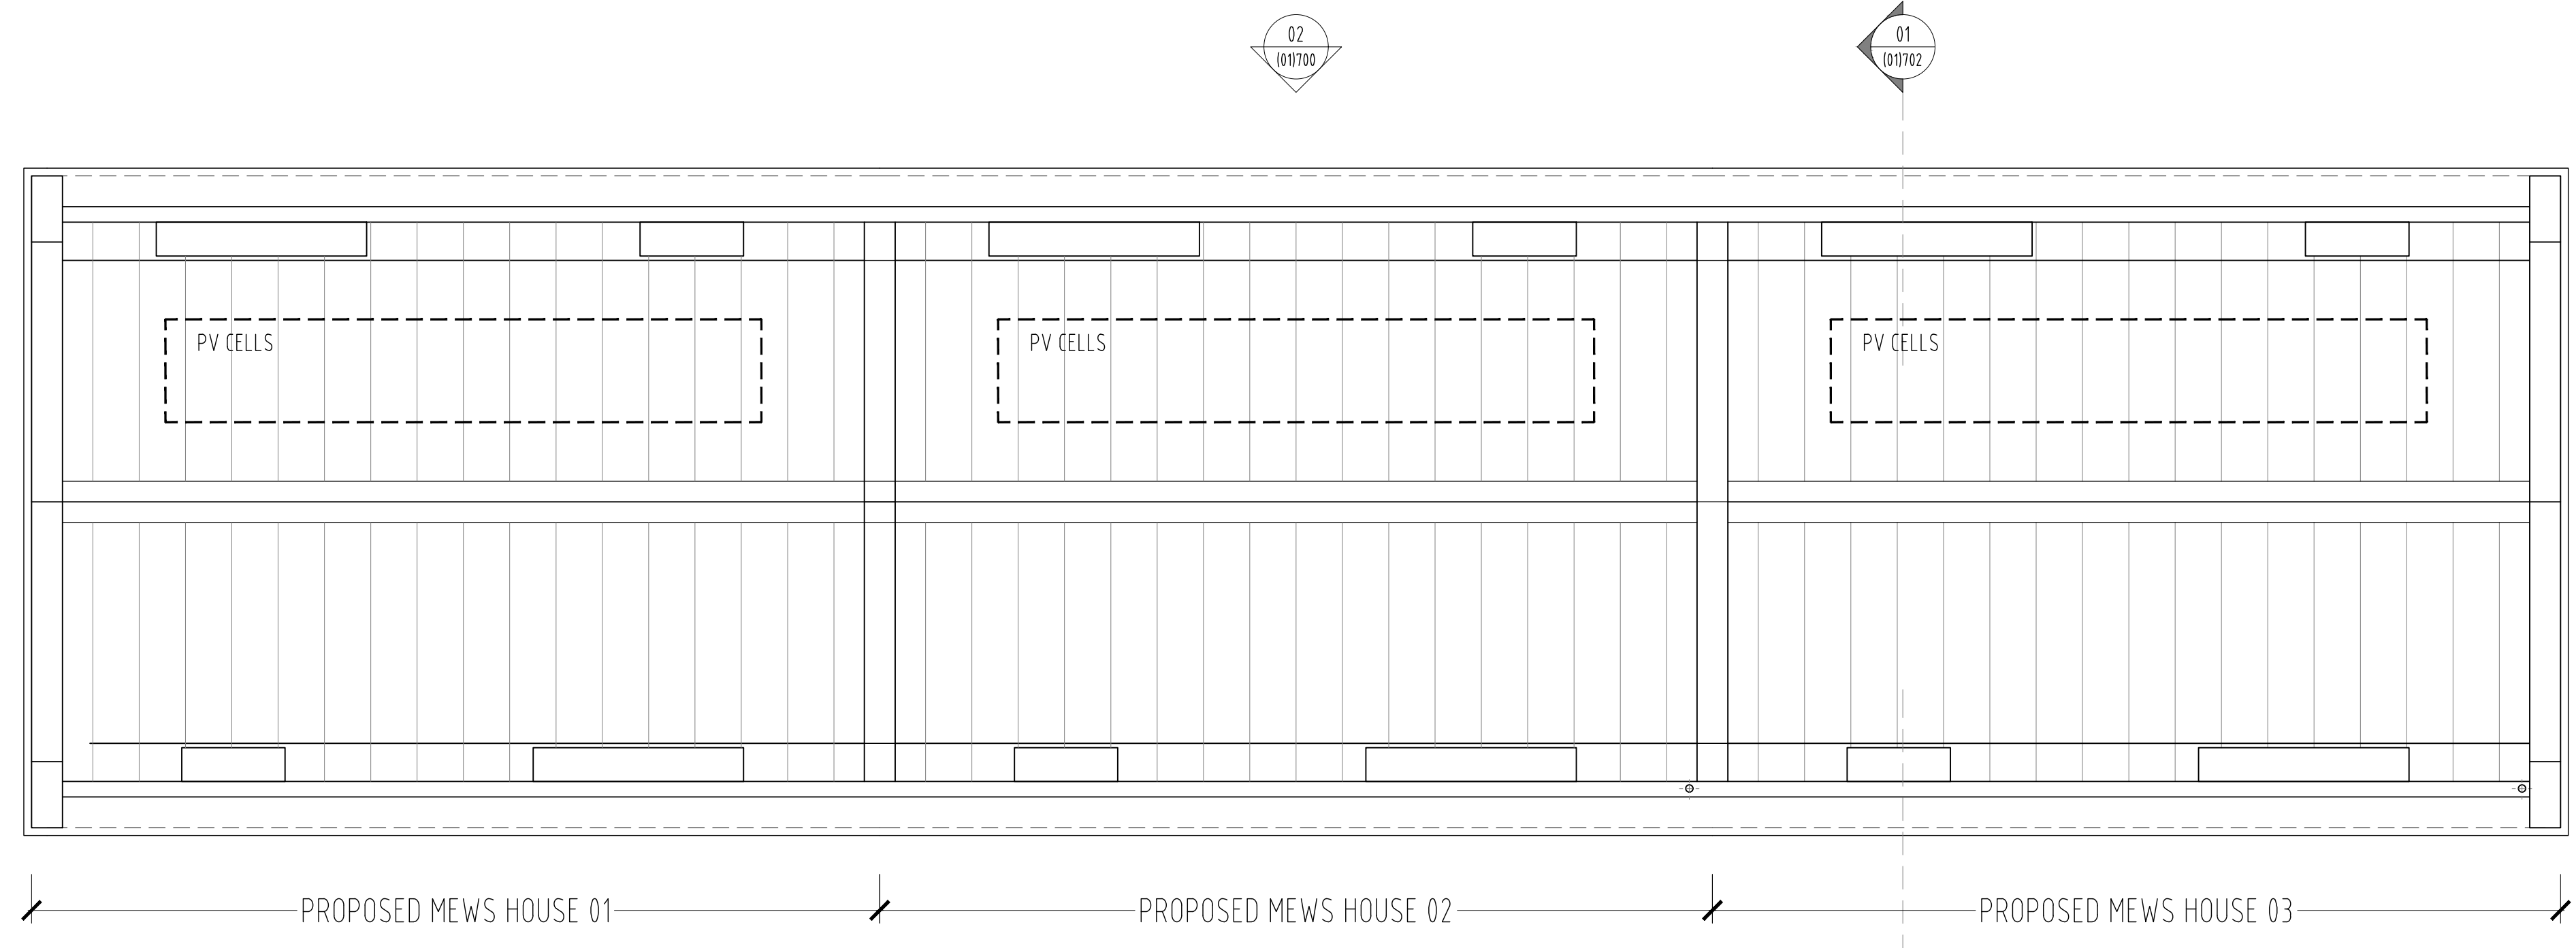 02
(01)700
01
(01)702
PV CELLS
PV CELLS
PV CELLS
PROPOSED MEWS HOUSE 01
PROPOSED MEWS HOUSE 02
PROPOSED MEWS HOUSE 03